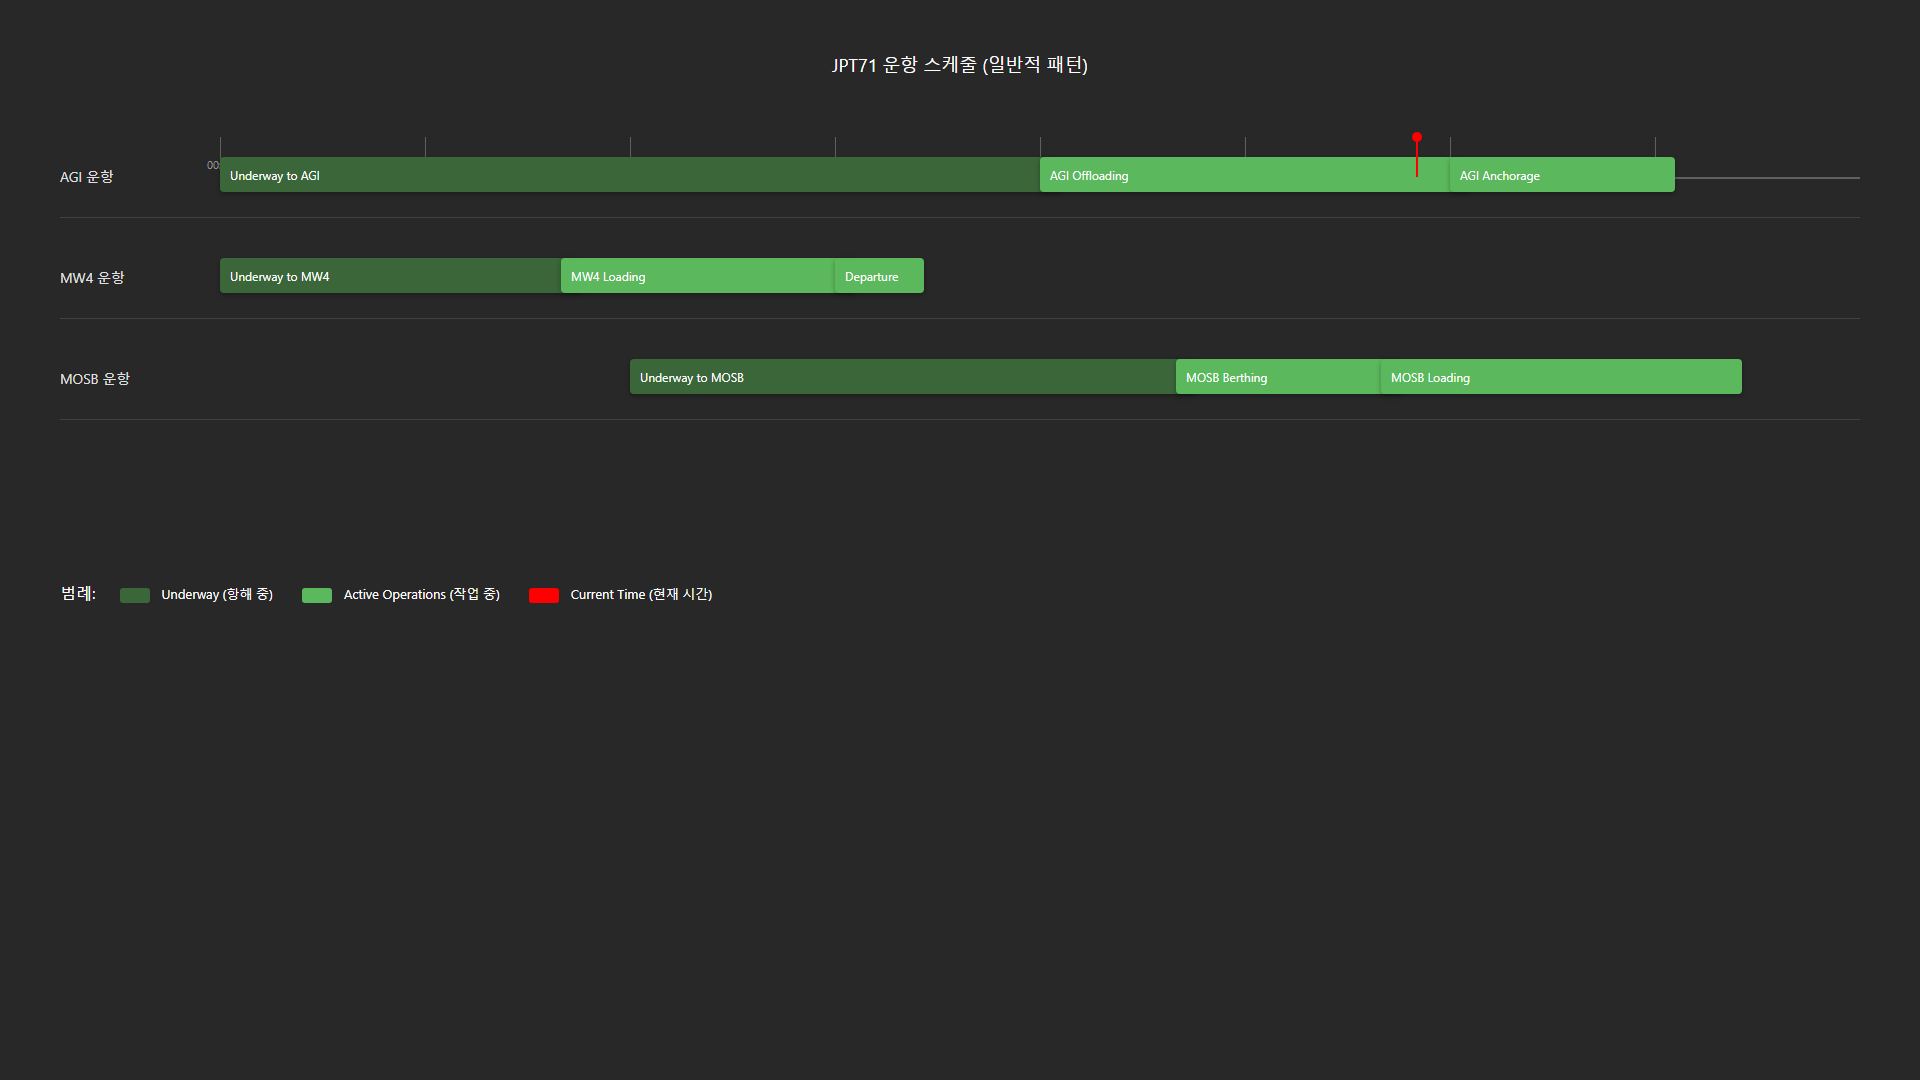 JPT71 운항 스케줄 (일반적 패턴)
00:
AGI 운항
Underway to AGI
AGI Offloading
AGI Anchorage
MW4 운항
Underway to MW4
MW4 Loading
Departure
MOSB 운항
Underway to MOSB
MOSB Berthing
MOSB Loading
범례:
Underway (항해 중)
Active Operations (작업 중)
Current Time (현재 시간)